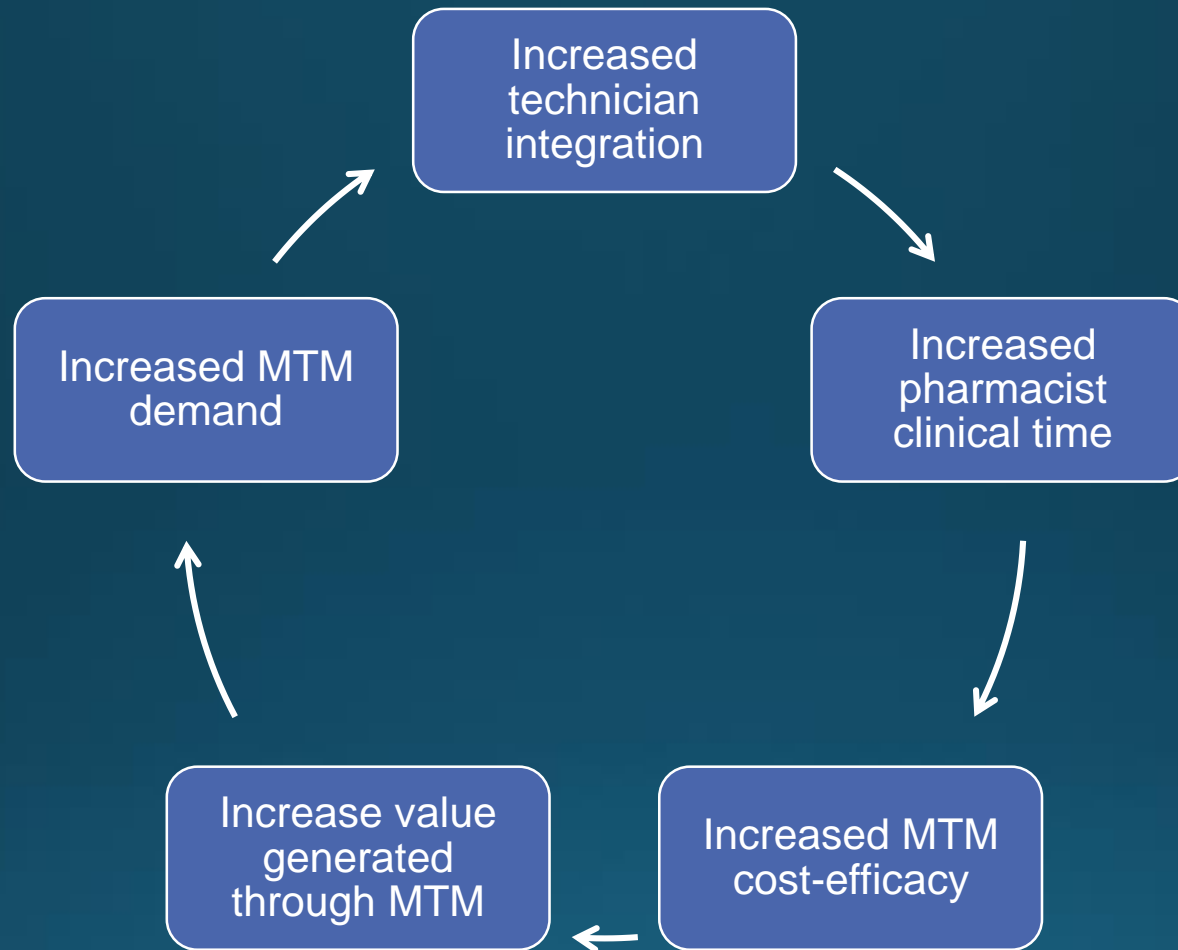 Increased
technician
integration
Increased
pharmacist
clinical time
Increased MTM
cost-efficacy
Increase value
generated
through MTM
Increased MTM
demand